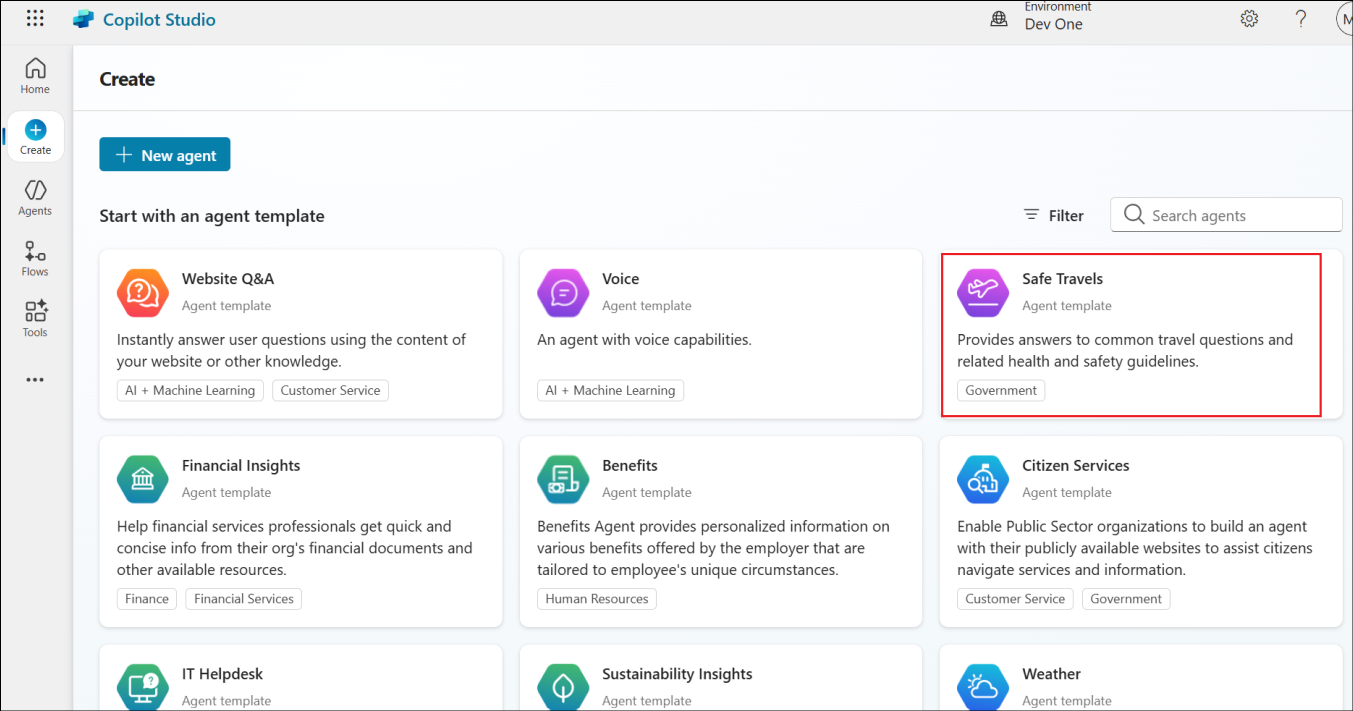 Copilot Studio
Environment
Dev One
?
M
Home
Create
Agents
Flows
Tools
Create
New agent
Start with an agent template
Filter
Search agents
Website Q&A
Agent template
Instantly answer user questions using the content of
your website or other knowledge.
AI + Machine Learning
Customer Service
Voice
Agent template
An agent with voice capabilities.
AI + Machine Learning
Safe Travels
Agent template
Provides answers to common travel questions and
related health and safety guidelines.
Government
Financial Insights
Agent template
Help financial services professionals get quick and
concise info from their org's financial documents and
other available resources.
Finance
Financial Services
Benefits
Agent template
Benefits Agent provides personalized information on
various benefits offered by the employer that are
tailored to employee's unique circumstances.
Human Resources
Citizen Services
Agent template
Enable Public Sector organizations to build an agent
with their publicly available websites to assist citizens
navigate services and information.
Customer Service
Government
IT Helpdesk
Agent template
Sustainability Insights
Agent template
Weather
Agent template